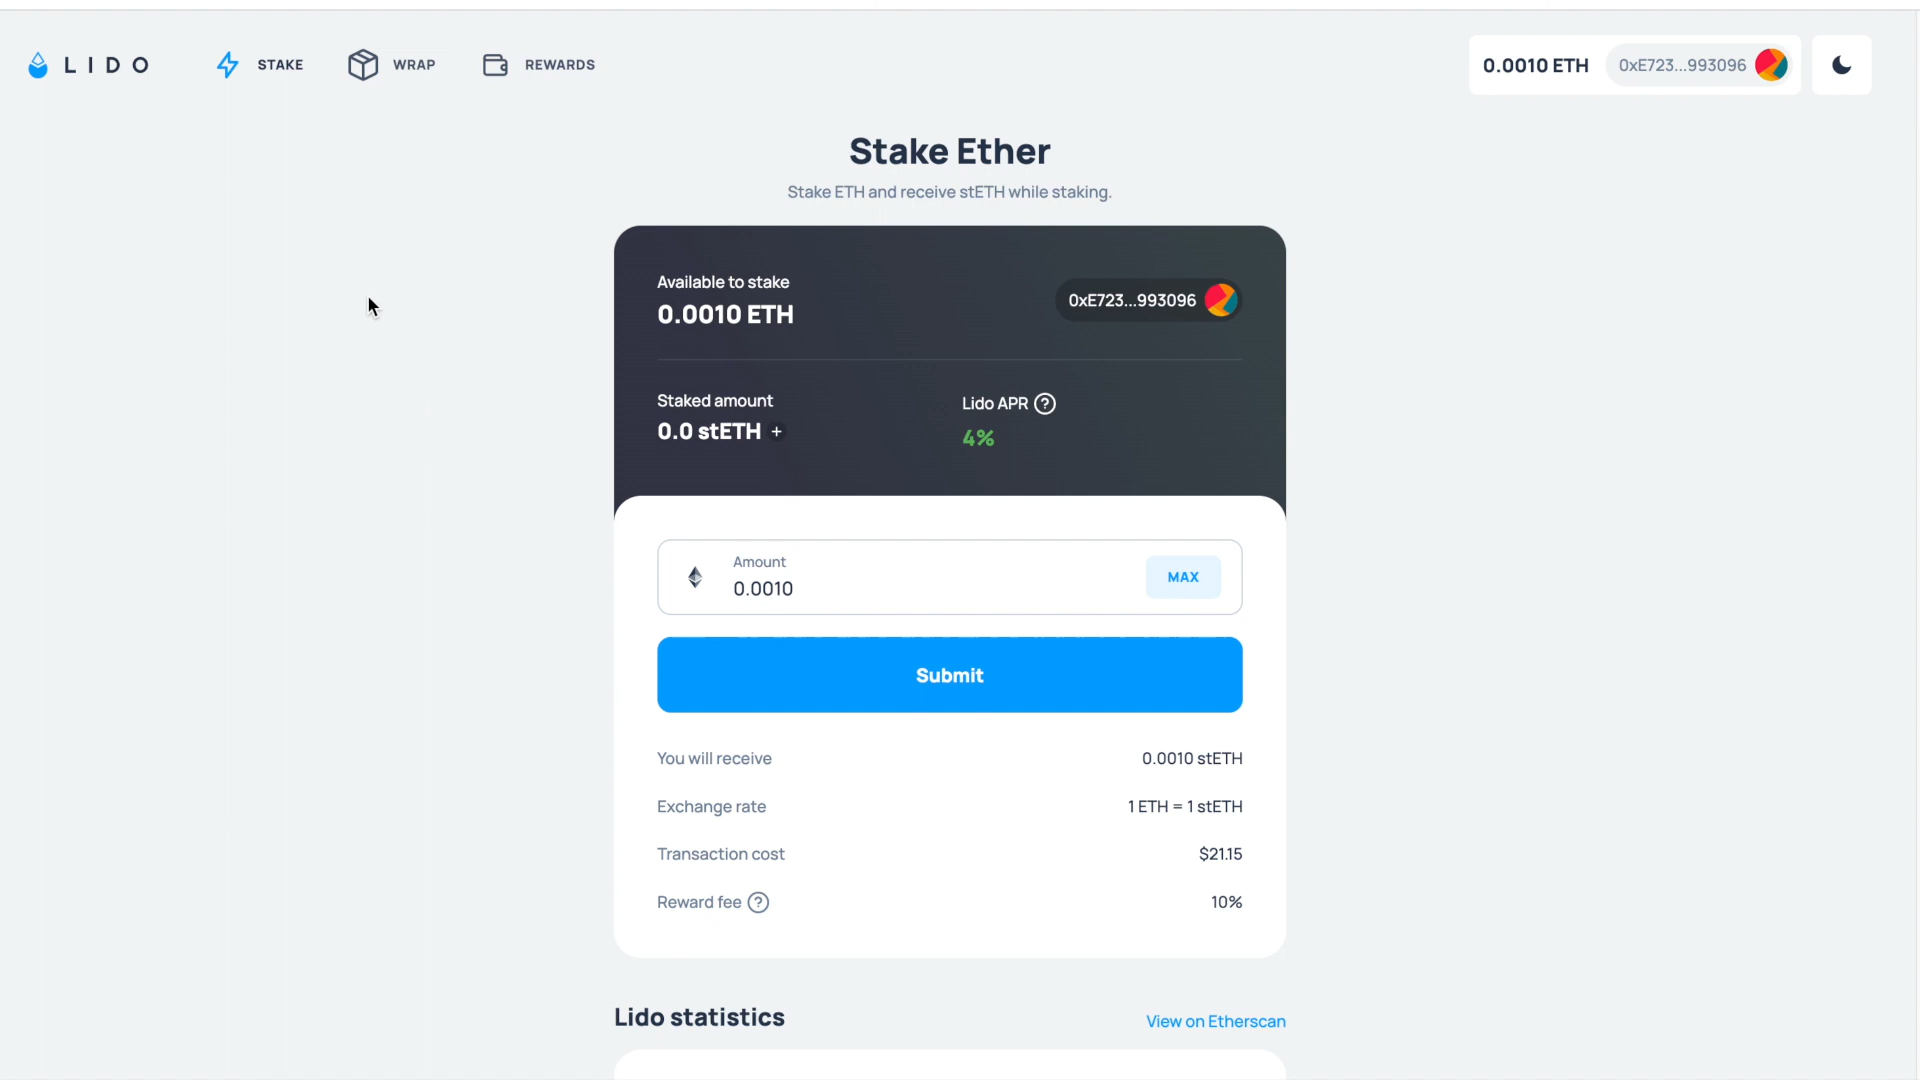 LIDO STAKE WRAP REWARDS 0.0010 ETH 0xE723...993096
Stake Ether
Stake ETH and receive stETH while staking.
Available to stake
0.0010 ETH 0xE723...993096
Staked amount Lido APR ?
0.0 stETH + 4%
Amount
0.0010 MAX
Submit
You will receive 0.0010 stETH
Exchange rate 1 ETH = 1 stETH
Transaction cost $21.15
Reward fee ? 10%
Lido statistics View on Etherscan